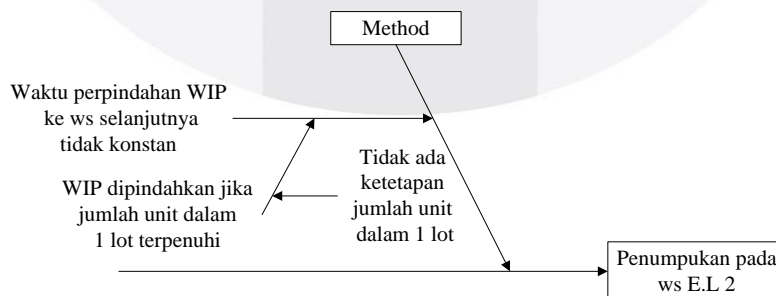 Method
Waktu perpindahan WIP
ke ws selanjutnya
tidak konstan
WIP dipindahkan jika
jumlah unit dalam
1 lot terpenuhi
Tidak ada
ketetapan
jumlah unit
dalam 1 lot
Penumpukan pada
ws E.L 2